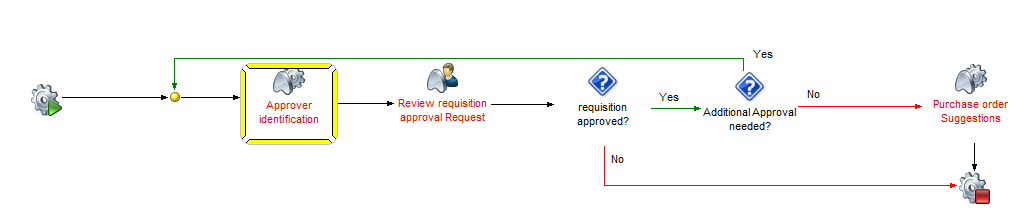 Yes
Approver
identification
Review requisition
approval Request
requisition
approved?
Yes
Additional Approval
needed?
No
Purchase order
Suggestions
No